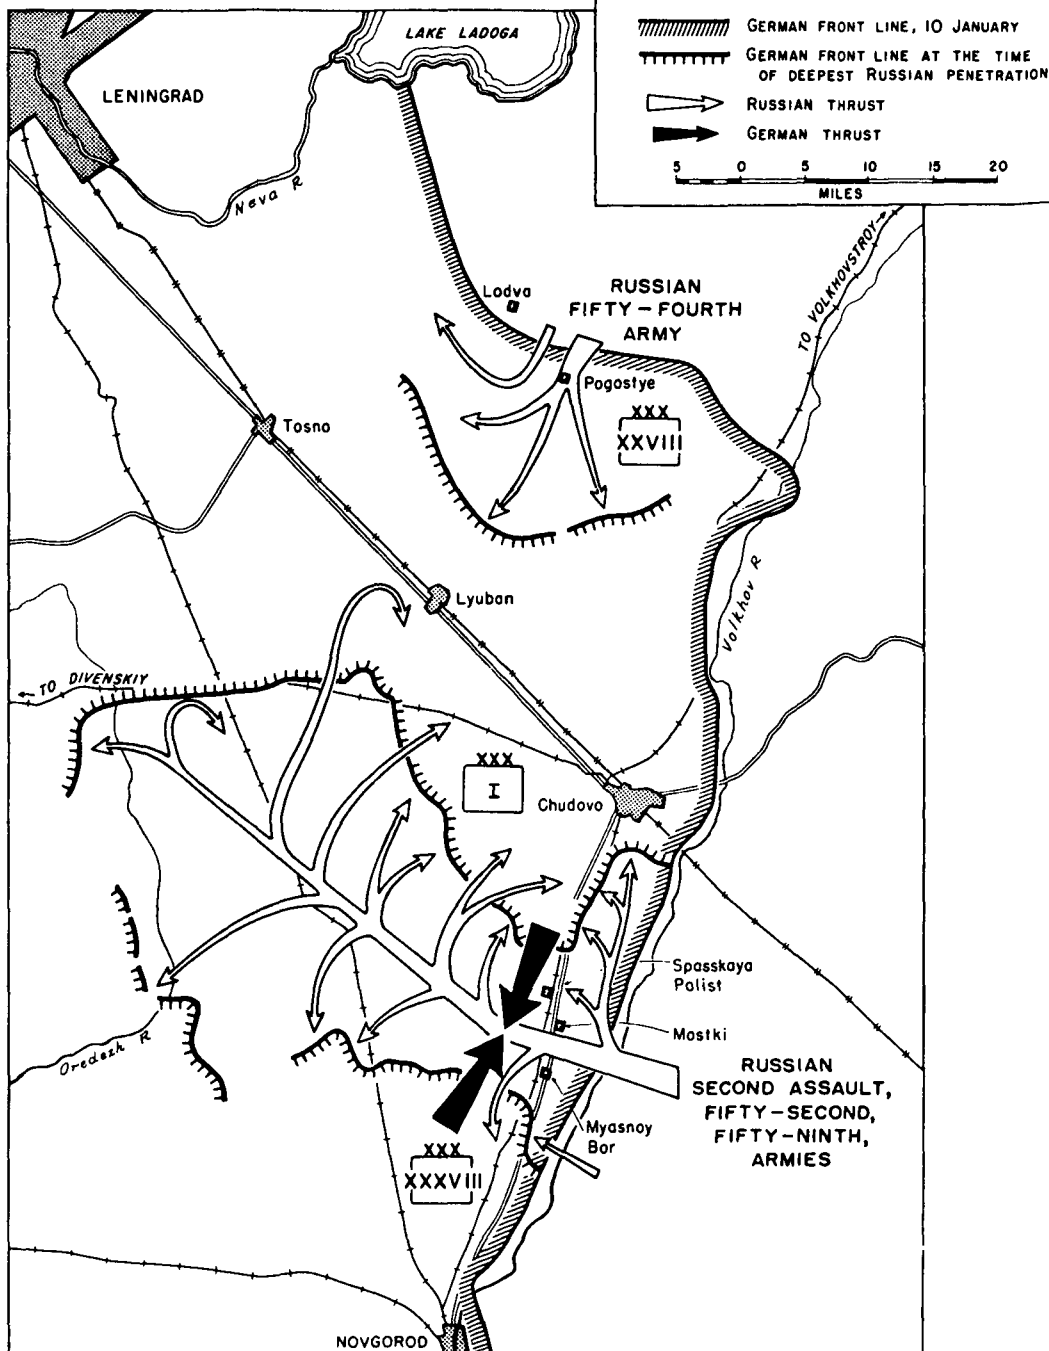 GERMAN FRONT LINE, 10 JANUARY
GERMAN FRONT LINE AT THE TIME
OF DEEPEST RUSSIAN PENETRATION
RUSSIAN THRUST
GERMAN THRUST
5 0 5 10 15 20
MILES
LAKE LADOGA
LENINGRAD
Neva R
TO VOLKHOVSTROY→
Lodva
RUSSIAN
FIFTY-FOURTH
ARMY
Pogostye
XXX
XXVIII
Tosno
Volkhov R
Lyuban
← TO DIVENSKIY
XXX
I
Chudovo
Spasskaya
Polist
Mostki
Oredezh R
RUSSIAN
SECOND ASSAULT,
FIFTY-SECOND,
FIFTY-NINTH,
ARMIES
Myasnoy
Bor
XXX
XXXVIII
NOVGOROD